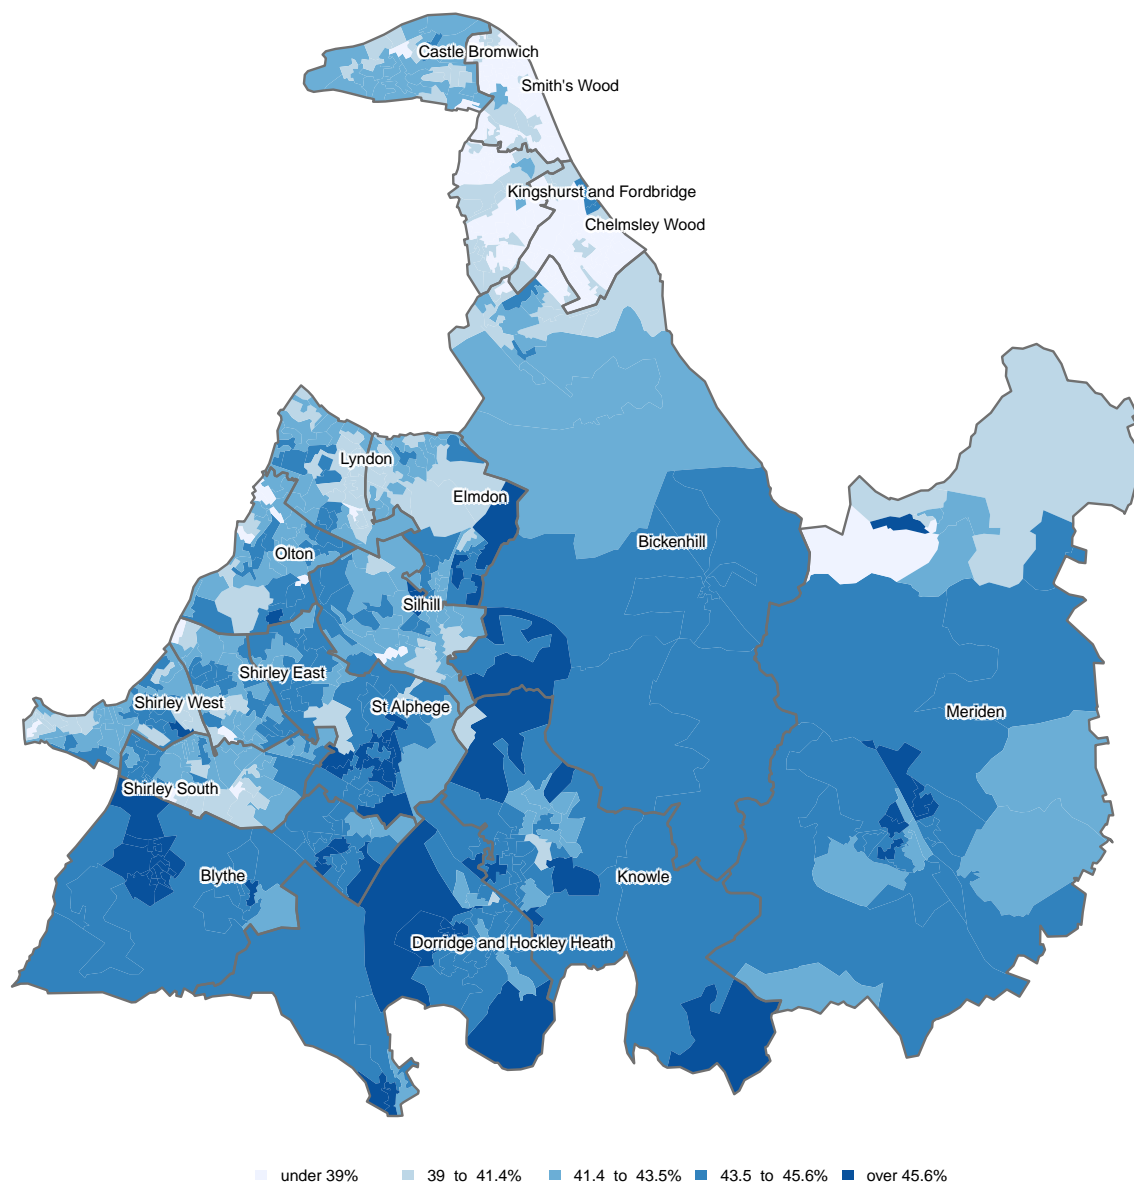 Castle Bromwich
Smith's Wood
Kingshurst and Fordbridge
Chelmsley Wood
Lyndon
Elmdon
Bickenhill
Olton
Silhill
Shirley East
Shirley West
St Alphege
Meriden
Shirley South
Blythe
Knowle
Dorridge and Hockley Heath
under 39% 39 to 41.4% 41.4 to 43.5% 43.5 to 45.6% over 45.6%